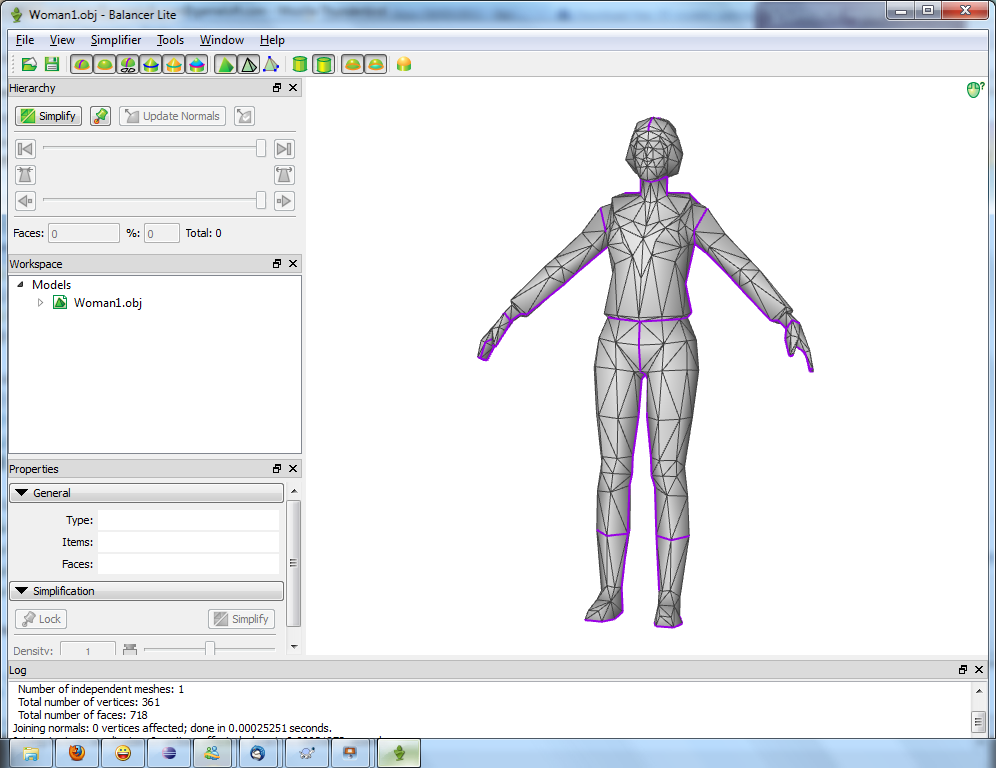 Woman1.obj - Balancer Lite
File View Simplifier Tools Window Help
Hierarchy
Simplify Update Normals
Faces: 0 %: 0 Total: 0
Workspace
Models
Woman1.obj
Properties
General
Type:
Items:
Faces:
Simplification
Lock Simplify
Density: 1
Log
Number of independent meshes: 1
Total number of vertices: 361
Total number of faces: 718
Joining normals: 0 vertices affected; done in 0.00025251 seconds.